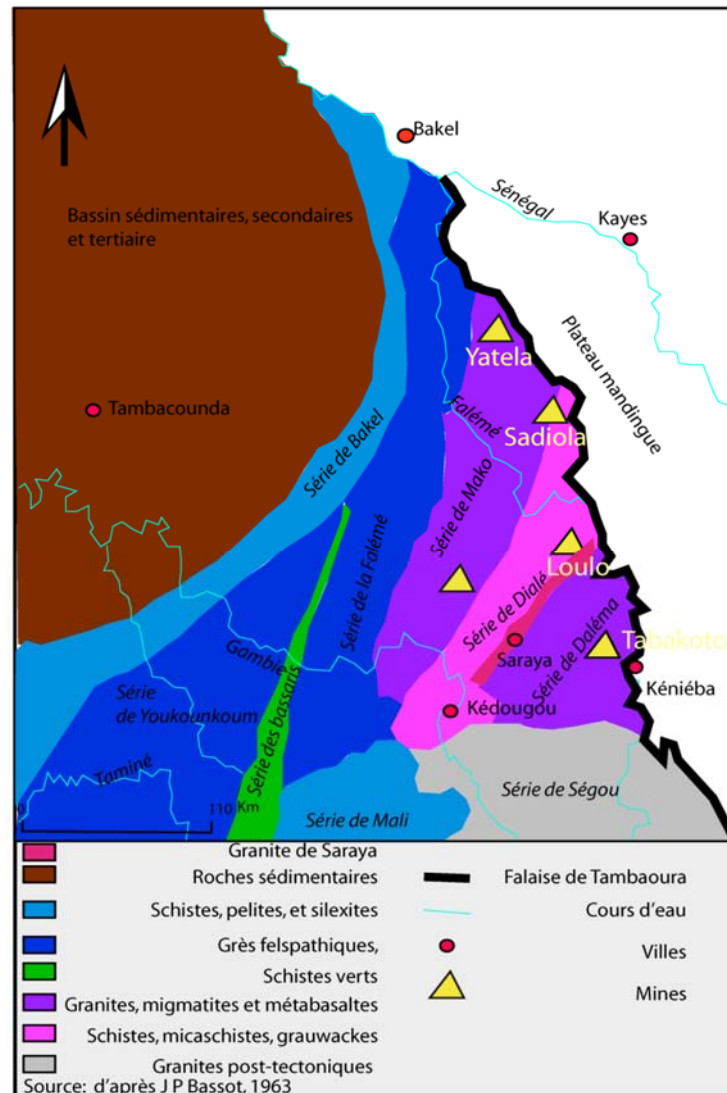 Bakel
Sénégal
Kayes
Bassin sédimentaires, secondaires
et tertiaire
Yatela
Plateau mandingue
Tambacounda
Falémé
Sadiola
Série de Bakel
Série de Mako
Série de la Falémé
Loulo
Série de Dialé
Saraya
Série de Daléma
Tabakoto
Kéniéba
Gambie
Série
de Youkounkoum
Série des bassaris
Kédougou
Taminé
Série de Ségou
110 Km
Série de Mali
Granite de Saraya
Roches sédimentaires
Schistes, pelites, et silexites
Grès felspathiques,
Schistes verts
Granites, migmatites et métabasaltes
Schistes, micaschistes, grauwackes
Granites post-tectoniques
Falaise de Tambaoura
Cours d'eau
Villes
Mines
Source: d'après J P Bassot, 1963